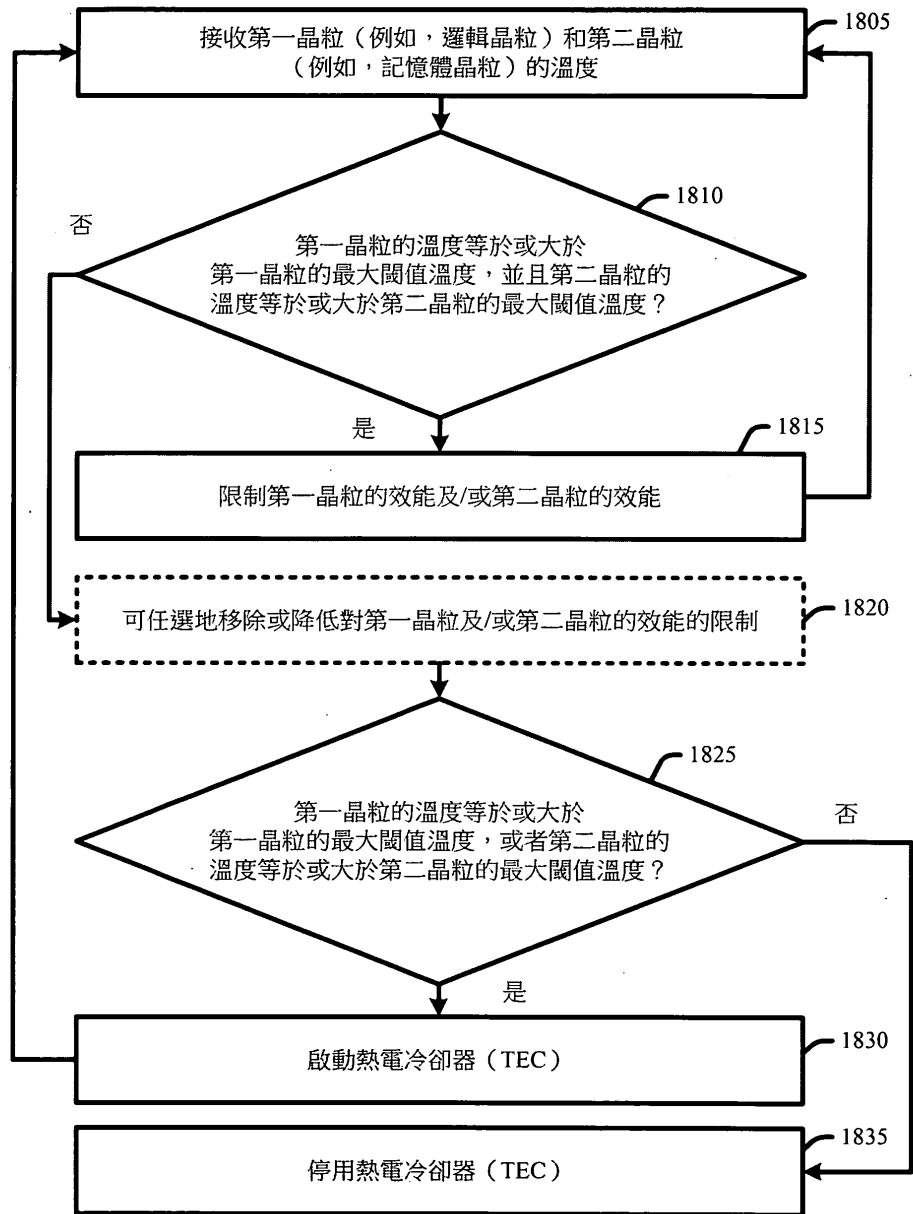 1805
接收第一晶粒（例如，邏輯晶粒）和第二晶粒
（例如，記憶體晶粒）的溫度
1810
否
第一晶粒的溫度等於或大於
第一晶粒的最大閾值溫度，並且第二晶粒的
溫度等於或大於第二晶粒的最大閾值溫度？
是
1815
限制第一晶粒的效能及/或第二晶粒的效能
可任選地移除或降低對第一晶粒及/或第二晶粒的效能的限制
1820
1825
第一晶粒的溫度等於或大於
第一晶粒的最大閾值溫度，或者第二晶粒的
溫度等於或大於第二晶粒的最大閾值溫度？
否
是
啟動熱電冷卻器（TEC）
1830
1835
停用熱電冷卻器（TEC）